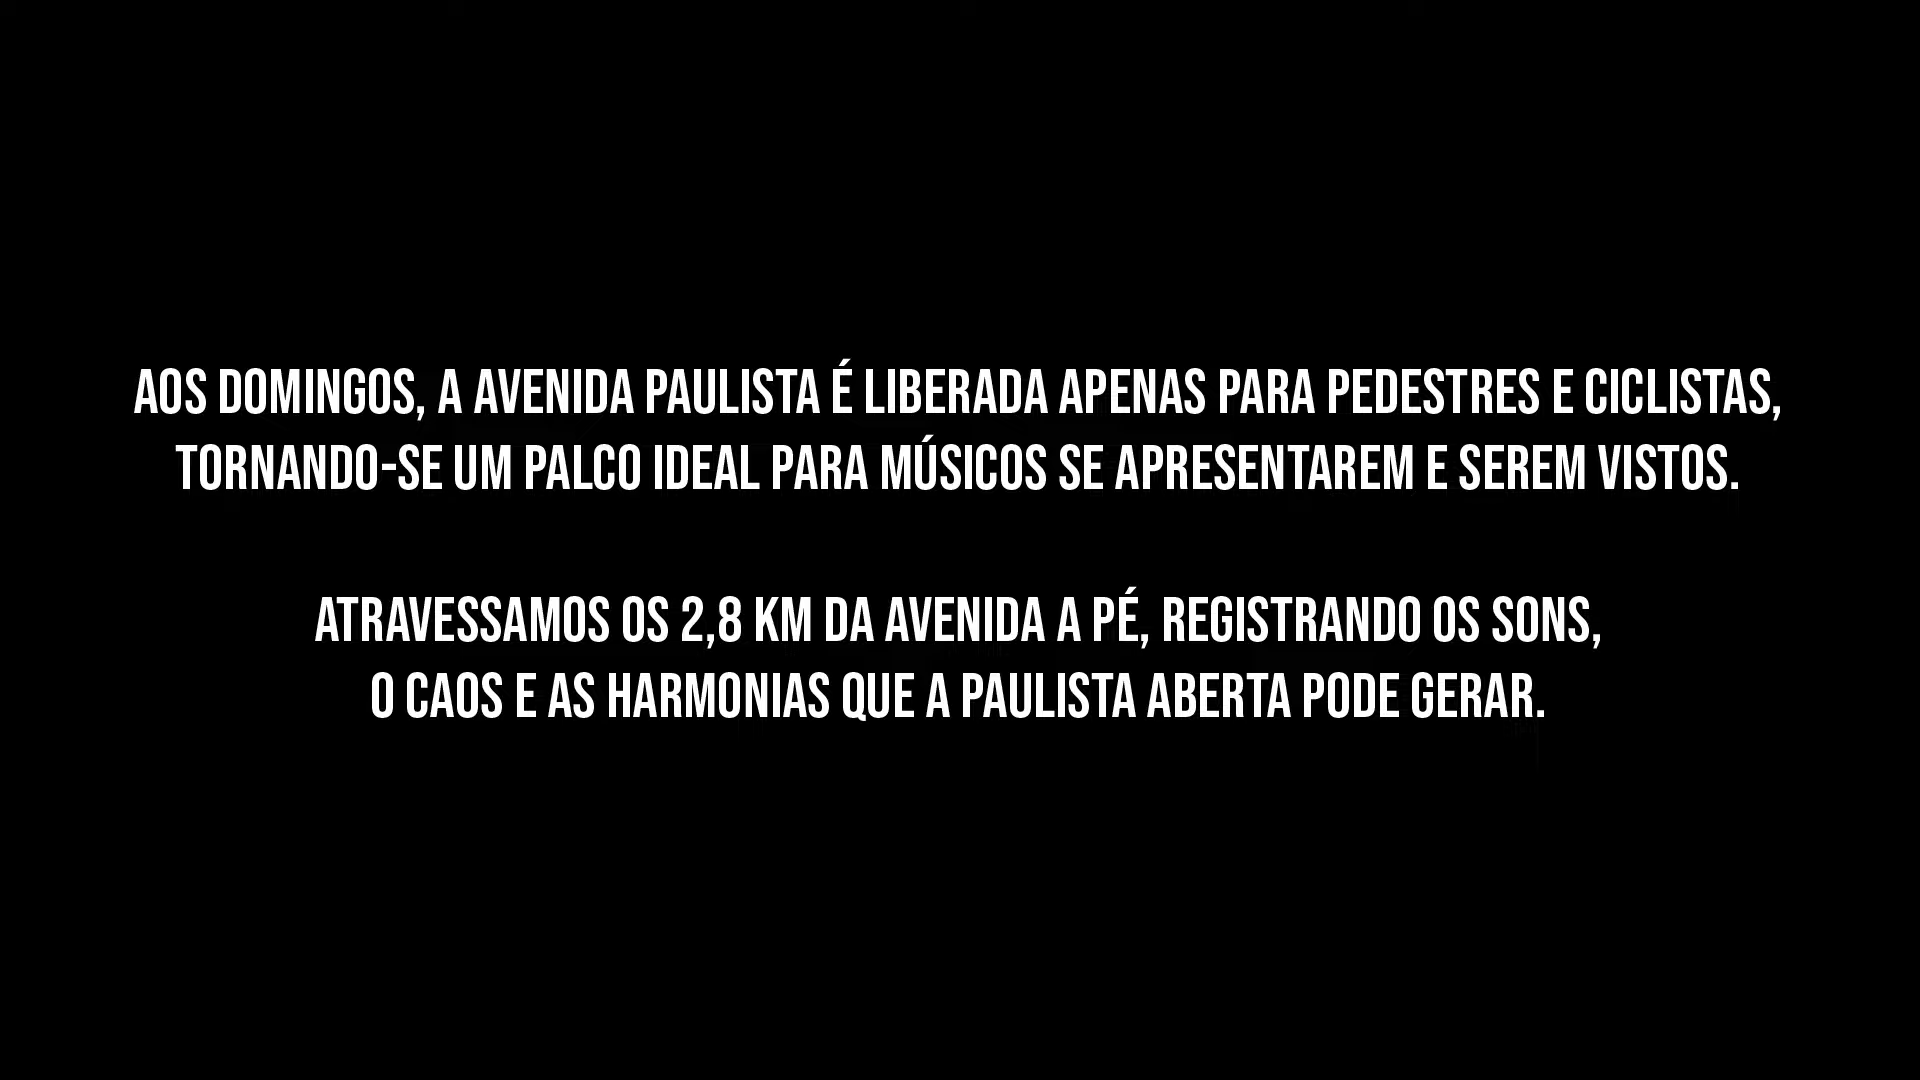 AOS DOMINGOS, A AVENIDA PAULISTA É LIBERADA APENAS PARA PEDESTRES E CICLISTAS,
TORNANDO-SE UM PALCO IDEAL PARA MÚSICOS SE APRESENTAREM E SEREM VISTOS.
ATRAVESSAMOS OS 2,8 KM DA AVENIDA A PÉ, REGISTRANDO OS SONS,
O CAOS E AS HARMONIAS QUE A PAULISTA ABERTA PODE GERAR.